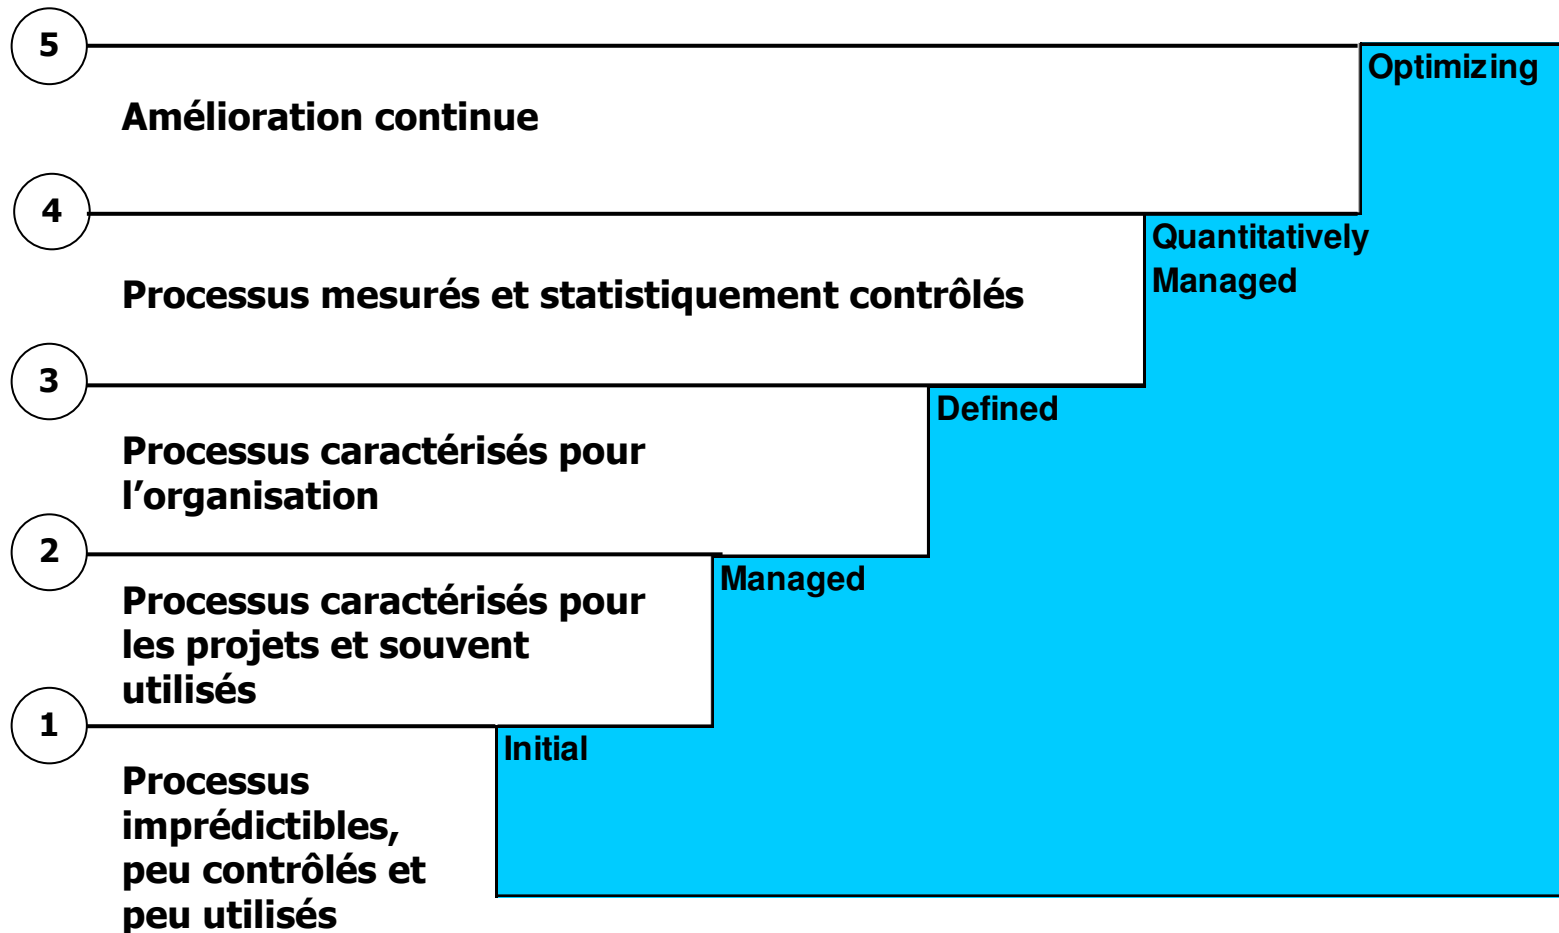 5
Optimizing
Amélioration continue
4
Quantitatively
Managed
Processus mesurés et statistiquement contrôlés
3
Defined
Processus caractérisés pour
l’organisation
2
Managed
Processus caractérisés pour
les projets et souvent
utilisés
1
Initial
Processus
imprédictibles,
peu contrôlés et
peu utilisés